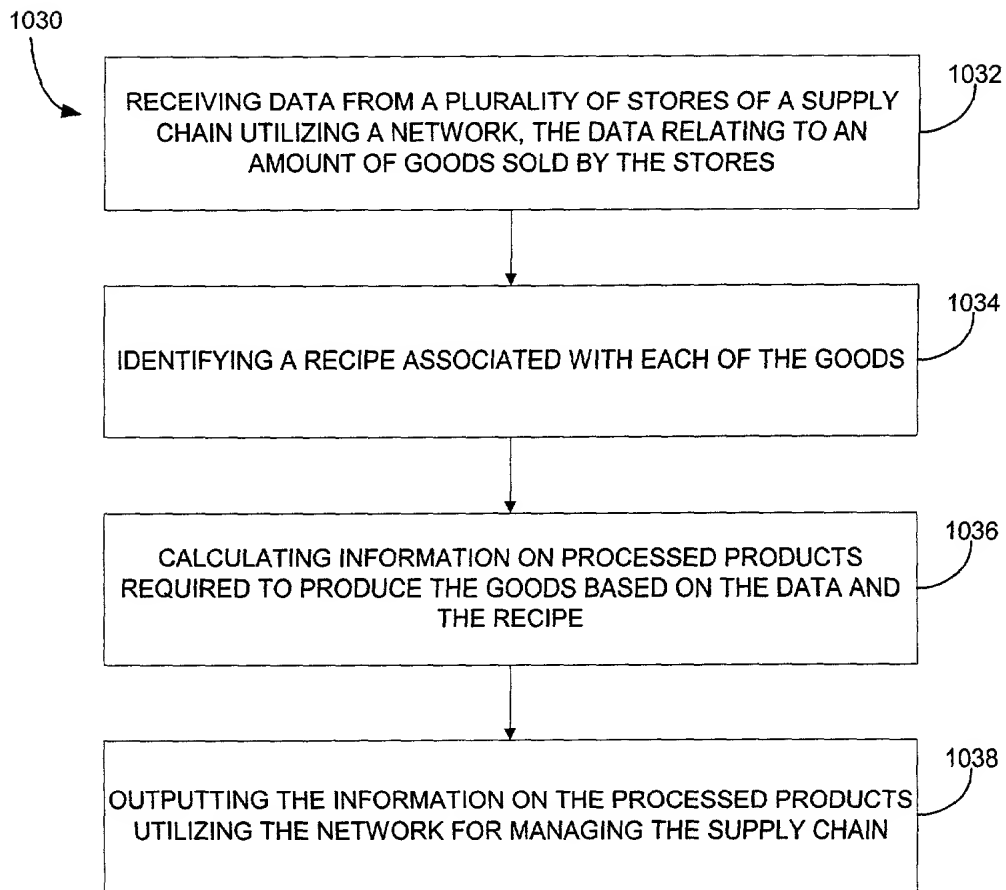 1030
1032
RECEIVING DATA FROM A PLURALITY OF STORES OF A SUPPLY
CHAIN UTILIZING A NETWORK, THE DATA RELATING TO AN
AMOUNT OF GOODS SOLD BY THE STORES
1034
IDENTIFYING A RECIPE ASSOCIATED WITH EACH OF THE GOODS
1036
CALCULATING INFORMATION ON PROCESSED PRODUCTS
REQUIRED TO PRODUCE THE GOODS BASED ON THE DATA AND
THE RECIPE
1038
OUTPUTTING THE INFORMATION ON THE PROCESSED PRODUCTS
UTILIZING THE NETWORK FOR MANAGING THE SUPPLY CHAIN